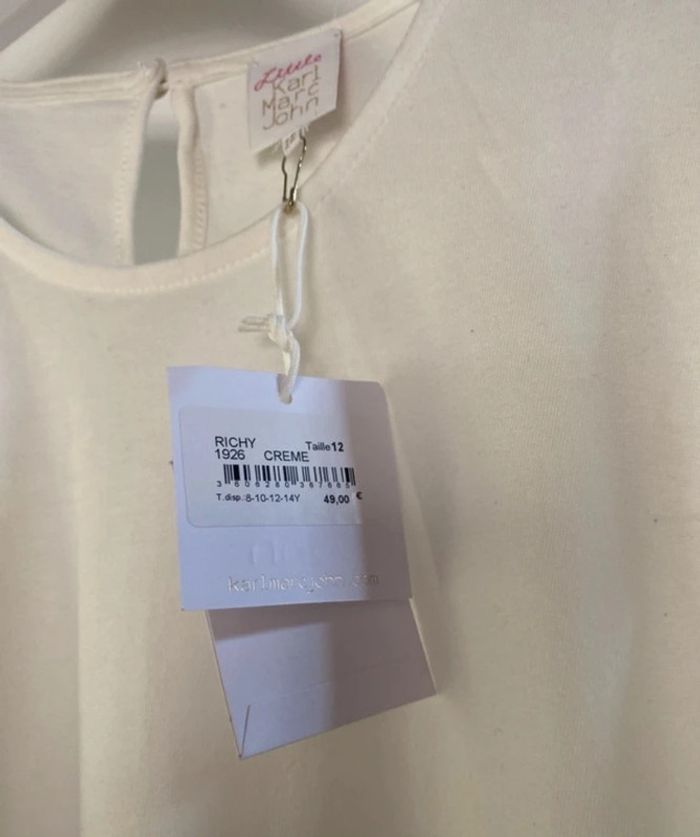 Little
Karl
Marc
John
RICHY
Taille 12
1926 CREME
T.disp.:8-10-12-14Y 49,00 €
karlmarcjohn.com